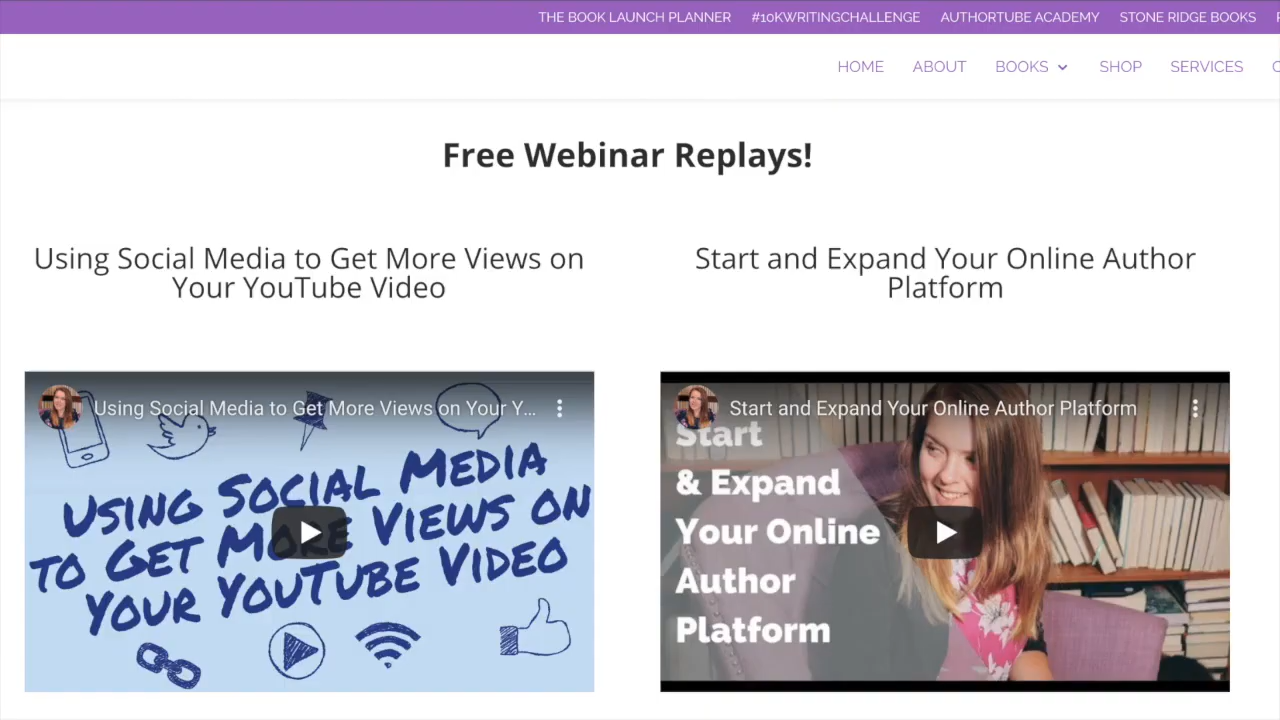 THE BOOK LAUNCH PLANNER #10KWRITINGCHALLENGE AUTHORTUBE ACADEMY STONE RIDGE BOOKS
HOME ABOUT BOOKS SHOP SERVICES
Free Webinar Replays!
Using Social Media to Get More Views on
Your YouTube Video
Start and Expand Your Online Author
Platform
Using Social Media to Get More Views on Your Y...
USING SOCIAL MEDIA
TO GET MORE VIEWS ON
YOUR YOUTUBE VIDEO
Start and Expand Your Online Author Platform
Start
& Expand
Your Online
Author
Platform